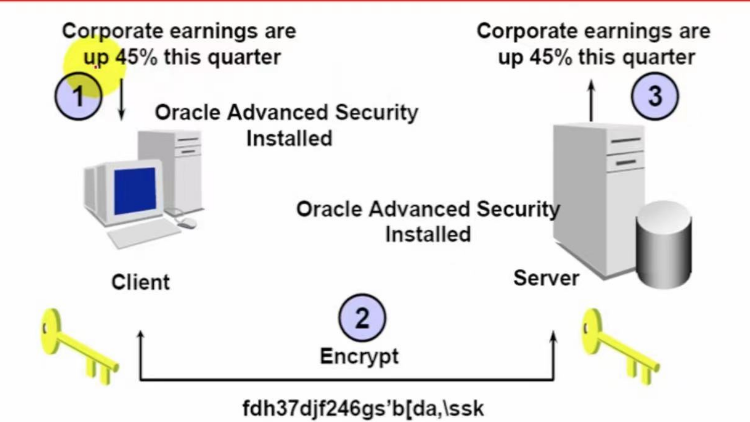 Corporate earnings are
up 45% this quarter
1
Oracle Advanced Security
Installed
Client
Corporate earnings are
up 45% this quarter
3
Oracle Advanced Security
Installed
Server
2
Encrypt
fdh37djf246gs’b[da,\ssk